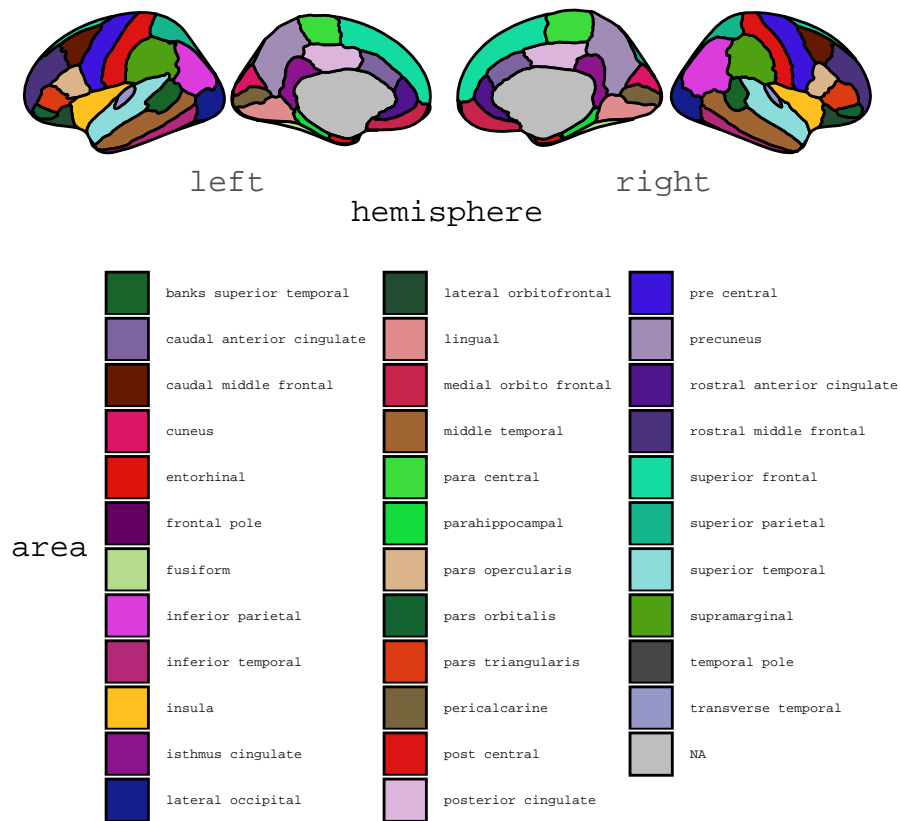 left right
hemisphere
area
banks superior temporal
caudal anterior cingulate
caudal middle frontal
cuneus
entorhinal
frontal pole
fusiform
inferior parietal
inferior temporal
insula
isthmus cingulate
lateral occipital
lateral orbitofrontal
lingual
medial orbito frontal
middle temporal
para central
parahippocampal
pars opercularis
pars orbitalis
pars triangularis
pericalcarine
post central
posterior cingulate
pre central
precuneus
rostral anterior cingulate
rostral middle frontal
superior frontal
superior parietal
superior temporal
supramarginal
temporal pole
transverse temporal
NA